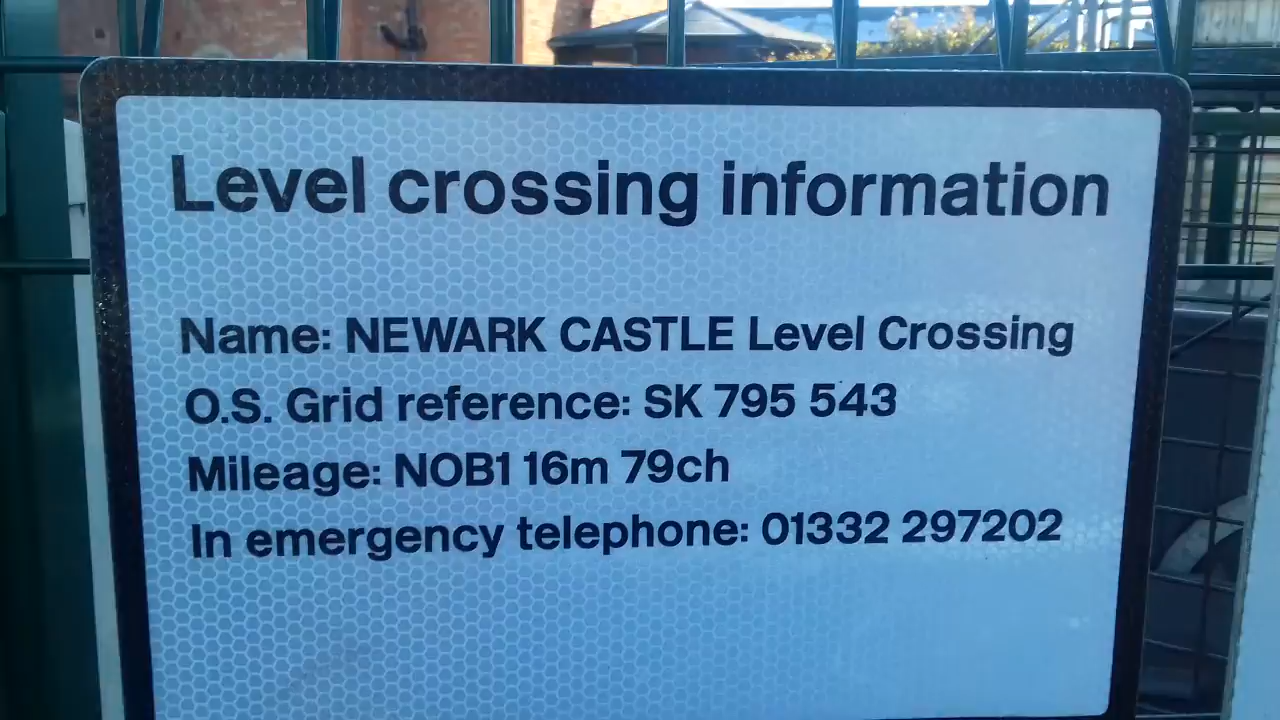 Level crossing information
Name: NEWARK CASTLE Level Crossing
O.S. Grid reference: SK 795 543
Mileage: NOB1 16m 79ch
In emergency telephone: 01332 297202